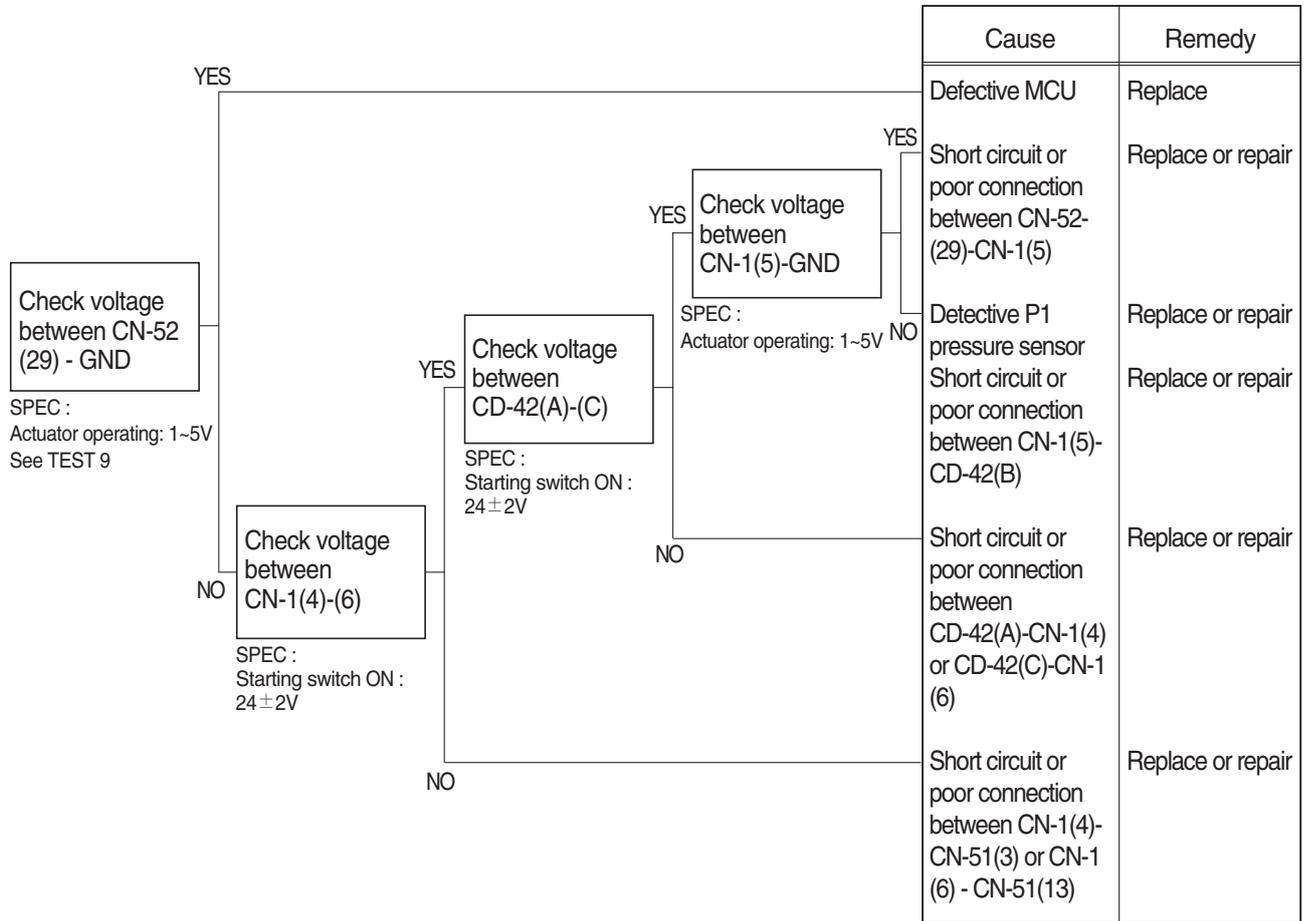 Cause
Remedy
YES
Defective MCU
Replace
YES
Short circuit or
poor connection
between CN-52-
(29)-CN-1(5)
Replace or repair
YES
Check voltage
between
CN-1(5)-GND
SPEC :
Actuator operating: 1~5V
NO
Detective P1
pressure sensor
Replace or repair
Short circuit or
poor connection
between CN-1(5)-
CD-42(B)
Replace or repair
Check voltage
between CN-52
(29) - GND
SPEC :
Actuator operating: 1~5V
See TEST 9
YES
Check voltage
between
CD-42(A)-(C)
SPEC :
Starting switch ON :
24±2V
NO
Short circuit or
poor connection
between
CD-42(A)-CN-1(4)
or CD-42(C)-CN-1
(6)
Replace or repair
NO
Check voltage
between
CN-1(4)-(6)
SPEC :
Starting switch ON :
24±2V
NO
Short circuit or
poor connection
between CN-1(4)-
CN-51(3) or CN-1
(6) - CN-51(13)
Replace or repair